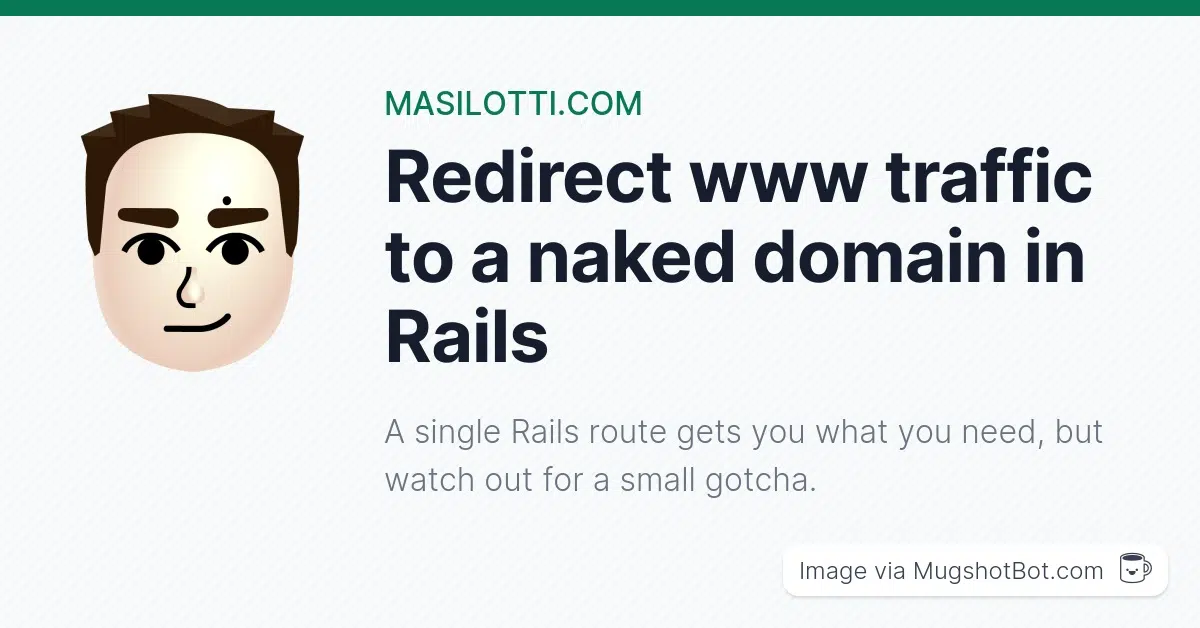 MASILOTTI.COM
Redirect www traffic
to a naked domain in
Rails
A single Rails route gets you what you need, but
watch out for a small gotcha.
Image via MugshotBot.com